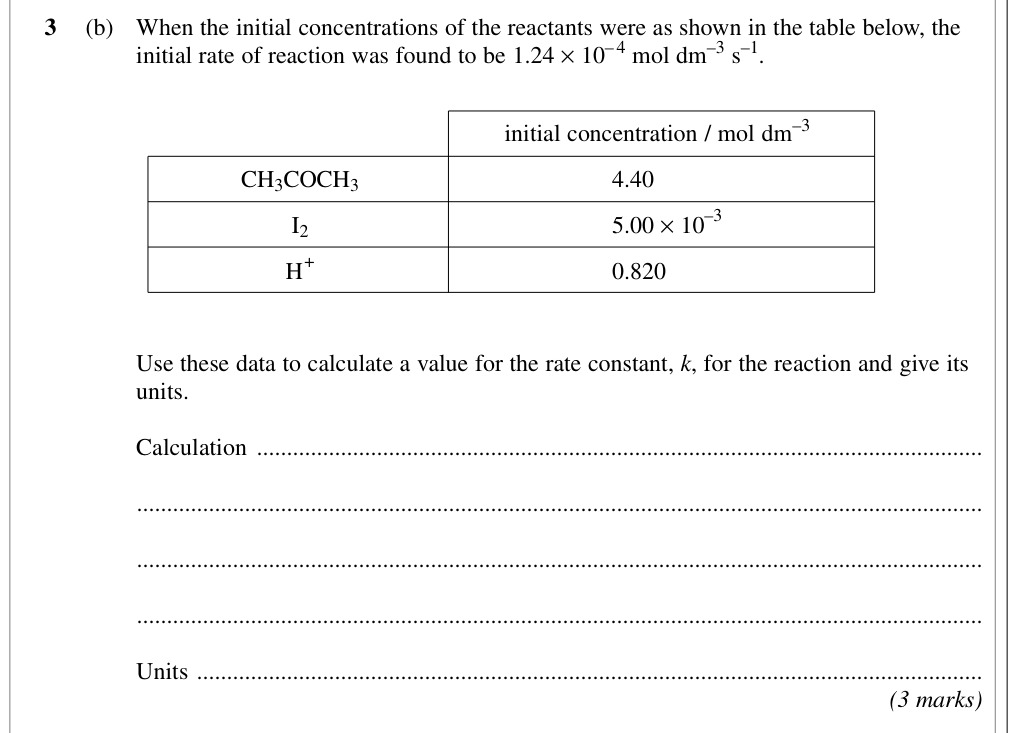 3 (b) When the initial concentrations of the reactants were as shown in the table below, the
initial rate of reaction was found to be 1.24 × 10⁻⁴ mol dm⁻³ s⁻¹.
initial concentration / mol dm⁻³
CH₃COCH₃ 4.40
I₂ 5.00 × 10⁻³
H⁺ 0.820
Use these data to calculate a value for the rate constant, k, for the reaction and give its
units.
Calculation ..........................................................................................
..........................................................................................
..........................................................................................
..........................................................................................
Units ..........................................................................................
(3 marks)